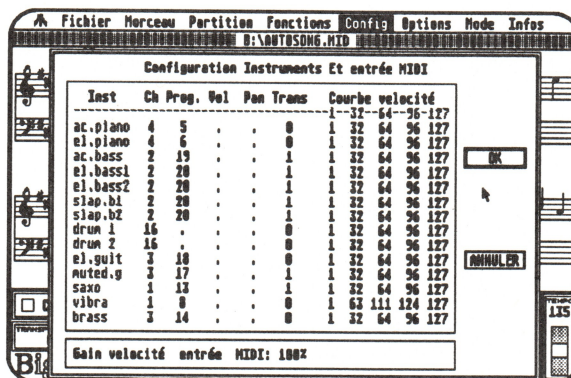 Fichier Morceau Partition Fonctions Config Options Mode Infos
D:\AUTOSONG.MID
Configuration Instruments Et entrée MIDI
Inst Ch Prog. Vol Pan Trans Courbe velocité
1--32--64--96-127
ac.piano 4 5 . . 0 1 32 64 96 127
el.piano 4 6 . . 0 1 32 64 96 127
ac.bass 2 19 . . 1 1 32 64 96 127
el.bass1 2 20 . . 1 1 32 64 96 127
el.bass2 2 20 . . 1 1 32 64 96 127
slap.b1 2 20 . . 1 1 32 64 96 127
slap.b2 2 20 . . 1 1 32 64 96 127
drum 1 16 . . . 0 1 32 64 96 127
drum 2 16 . . . 0 1 32 64 96 127
el.guit 3 18 . . 0 1 32 64 96 127
muted.g 3 17 . . 1 1 32 64 96 127
saxo 1 13 . . 1 1 32 64 96 127
vibra 1 8 . . 0 1 63 111 124 127
brass 3 14 . . 0 1 32 64 96 127
OK
ANNULER
Gain velocité entrée MIDI: 100%
TEMPO
135
TRANSP
Big